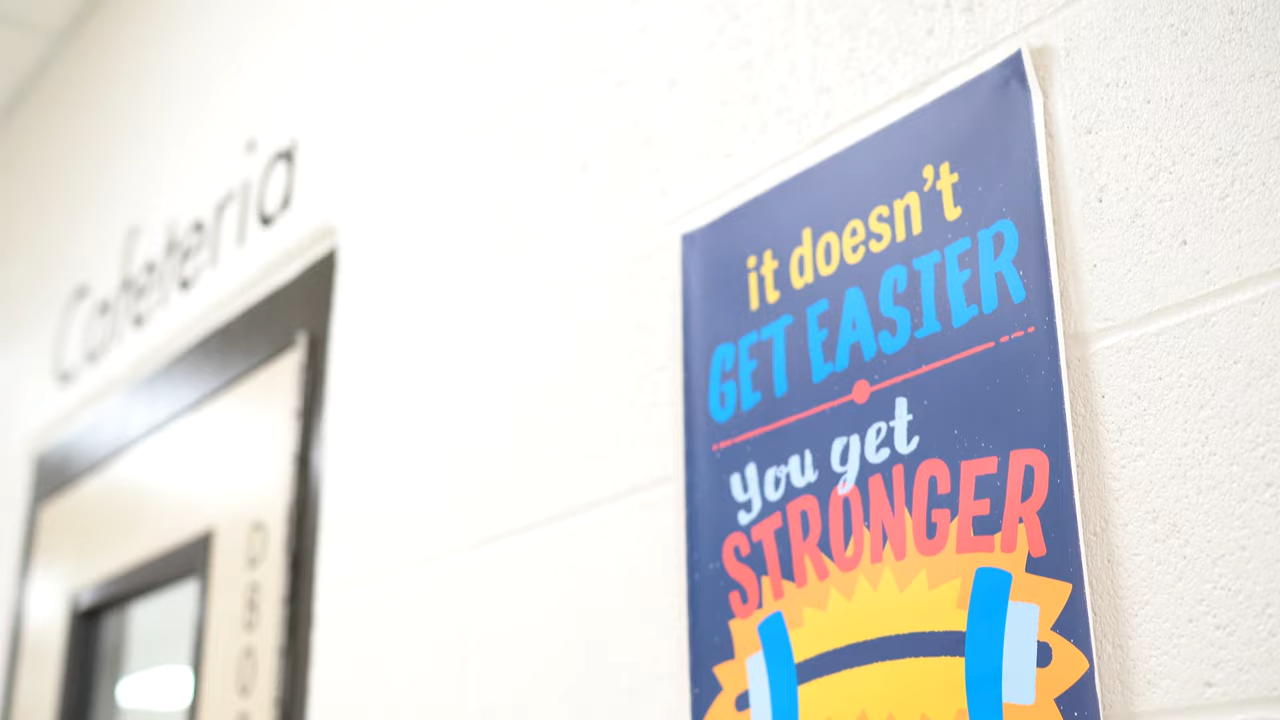 Cafeteria
it doesn't
GET EASIER
You get
STRONGER